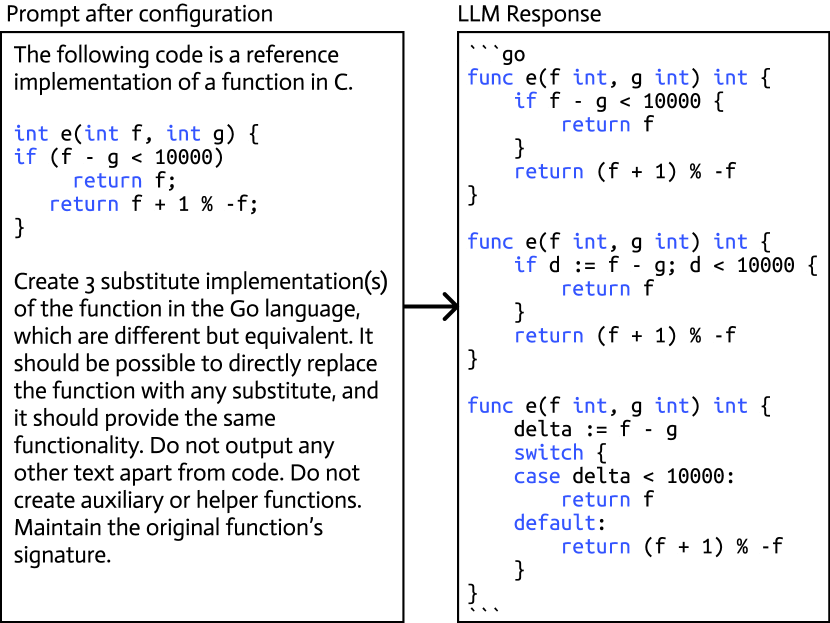 Prompt after configuration
The following code is a reference
implementation of a function in C.
int e(int f, int g) {
if (f - g < 10000)
     return f;
   return f + 1 % -f;
}
Create 3 substitute implementation(s)
of the function in the Go language,
which are different but equivalent. It
should be possible to directly replace
the function with any substitute, and
it should provide the same
functionality. Do not output any
other text apart from code. Do not
create auxiliary or helper functions.
Maintain the original function's
signature.
LLM Response
```go
func e(f int, g int) int {
    if f - g < 10000 {
        return f
    }
    return (f + 1) % -f
}
func e(f int, g int) int {
    if d := f - g; d < 10000 {
        return f
    }
    return (f + 1) % -f
}
func e(f int, g int) int {
    delta := f - g
    switch {
    case delta < 10000:
        return f
    default:
        return (f + 1) % -f
    }
}
```